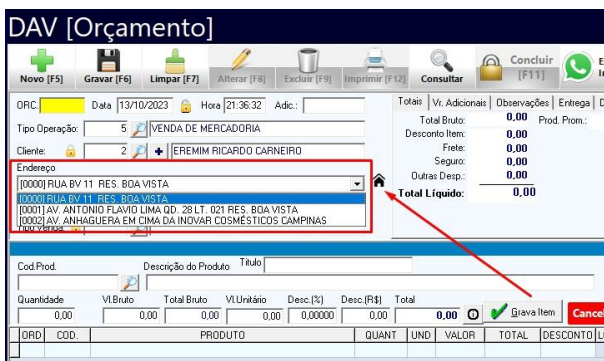 DAV [Orçamento]
Novo [F5] Gravar [F6] Limpar [F7] Alterar [F8] Excluir [F9] Imprimir [F12] Consultar Concluir [F11]
ORC. Data 13/10/2023 Hora 21:36:32 Adic.:
Tipo Operação: 5 VENDA DE MERCADORIA
Cliente: 2 EREMIM RICARDO CARNEIRO
Endereço
[0000] RUA BV 11 RES. BOA VISTA
[0000] RUA BV 11 RES. BOA VISTA
[0001] AV. ANTONIO FLAVIO LIMA QD. 28 LT. 021 RES. BOA VISTA
[0002] AV. ANHAGUERA EM CIMA DA INOVAR COSMÉSTICOS CAMPINAS
Tipo Venda:
Totais Vr. Adicionais Observações Entrega
Total Bruto: 0,00 Prod. Prom.:
Desconto Item: 0,00
Frete: 0,00
Seguro: 0,00
Outras Desp.: 0,00
Total Líquido: 0,00
Cod.Prod. Descrição do Produto Título
Quantidade Vl.Bruto Total Bruto Vl.Unitário Desc.(%) Desc.(R$) Total
0,00 0,00 0,00 0,00 0,00000 0,00 0,00 Grava Item Cance
ORD COD. PRODUTO QUANT UND VALOR TOTAL DESCONTO